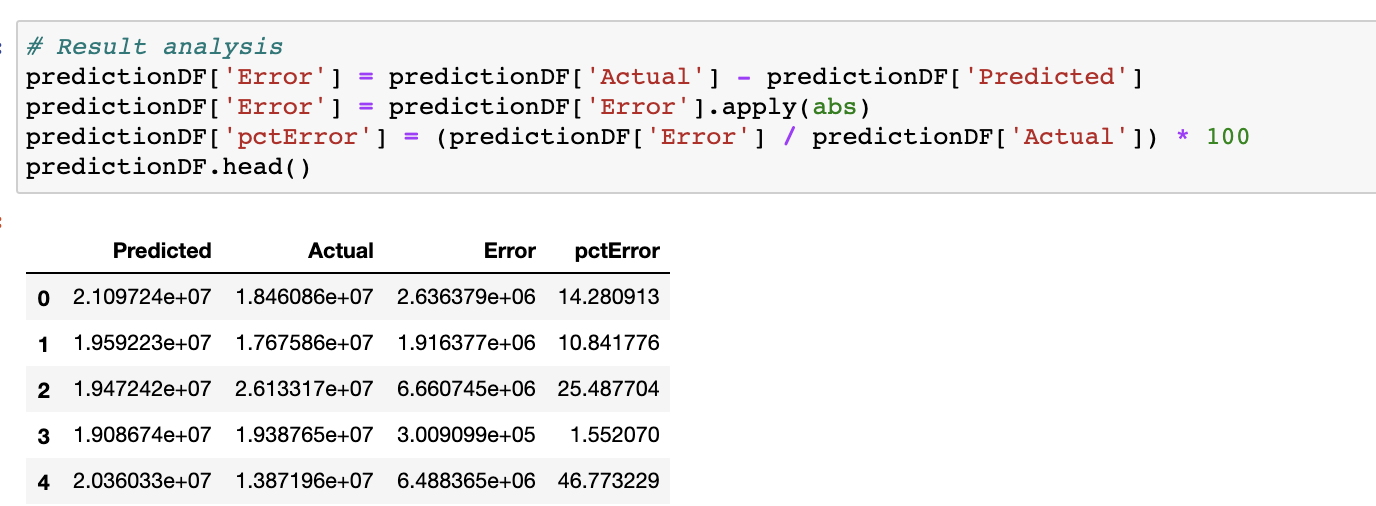 # Result analysis
predictionDF['Error'] = predictionDF['Actual'] - predictionDF['Predicted']
predictionDF['Error'] = predictionDF['Error'].apply(abs)
predictionDF['pctError'] = (predictionDF['Error'] / predictionDF['Actual']) * 100
predictionDF.head()
Predicted Actual Error pctError
0 2.109724e+07 1.846086e+07 2.636379e+06 14.280913
1 1.959223e+07 1.767586e+07 1.916377e+06 10.841776
2 1.947242e+07 2.613317e+07 6.660745e+06 25.487704
3 1.908674e+07 1.938765e+07 3.009099e+05 1.552070
4 2.036033e+07 1.387196e+07 6.488365e+06 46.773229